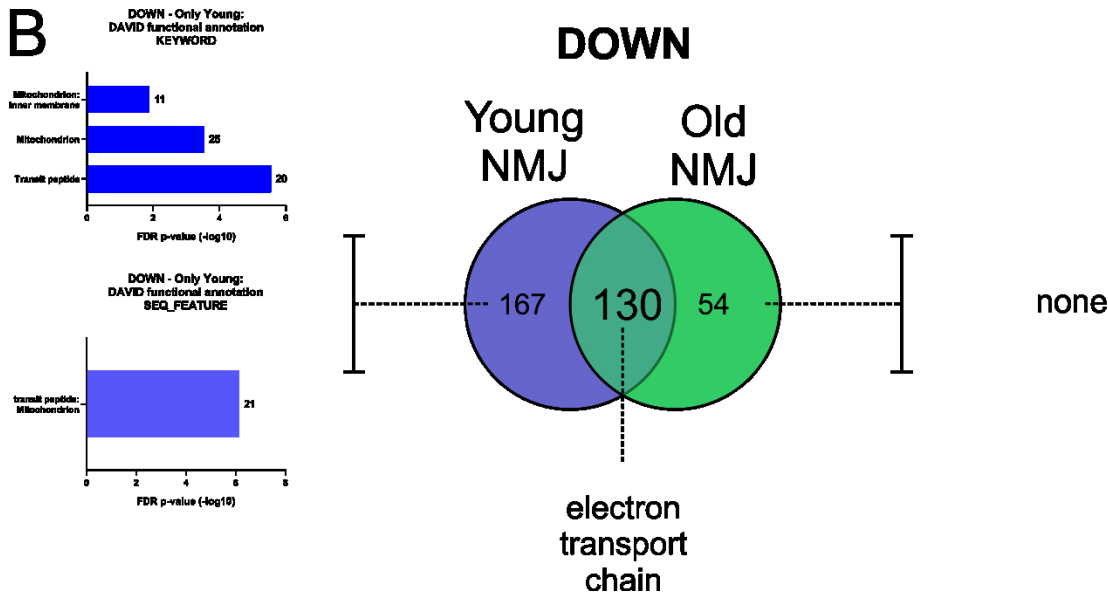 B
DOWN - Only Young:
DAVID functional annotation
KEYWORD
Mitochondrion:
Inner membrane
11
Mitochondrion
25
Transit peptide
20
0 2 4 6
FDR p-value (-log10)
DOWN - Only Young:
DAVID functional annotation
SEQ_FEATURE
transit peptide:
Mitochondrion
21
0 2 4 6 8
FDR p-value (-log10)
DOWN
Young
NMJ
Old
NMJ
167
130
54
none
electron
transport
chain